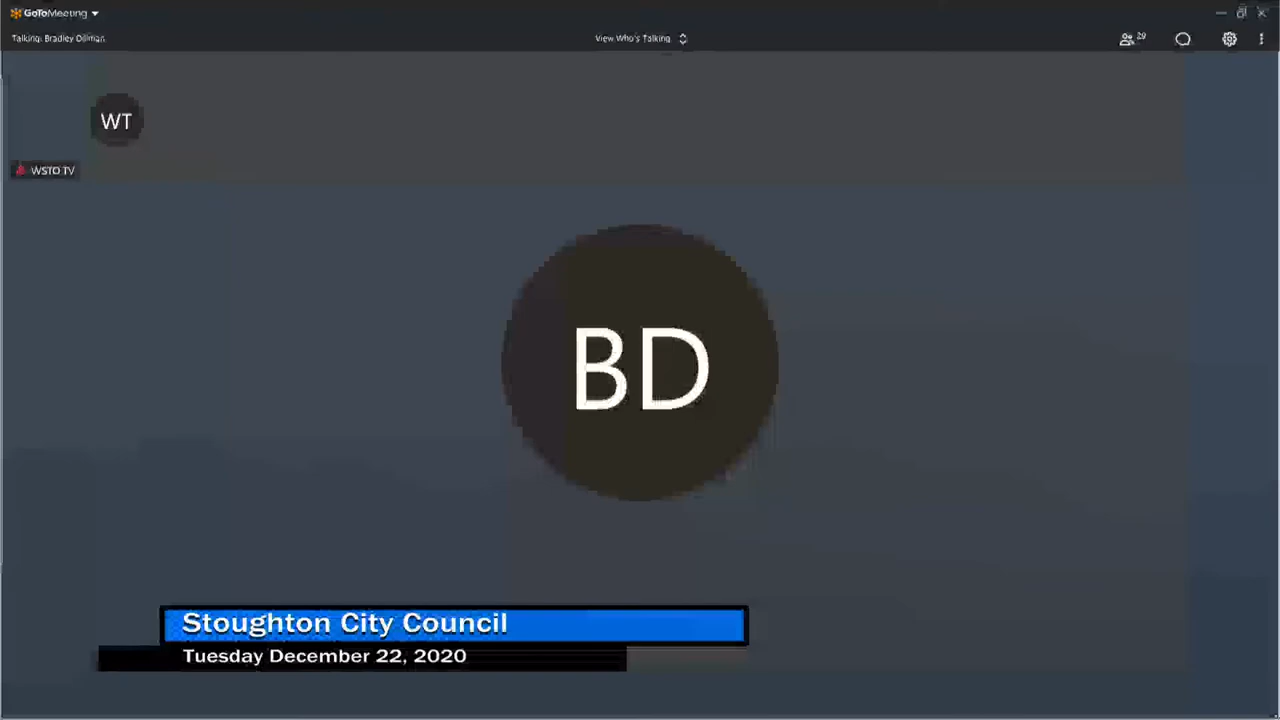 GoToMeeting
Talking: Bradley Dillman
View Who's Talking
29
WT
WSTO TV
BD
Stoughton City Council
Tuesday December 22, 2020